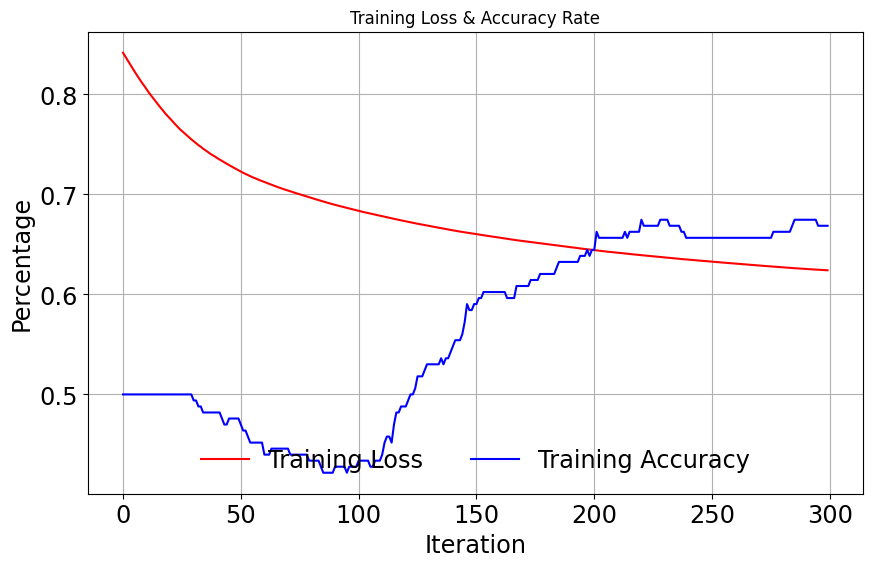 Training Loss & Accuracy Rate
Percentage
0.8
0.7
0.6
0.5
Training Loss Training Accuracy
0 50 100 150 200 250 300
Iteration